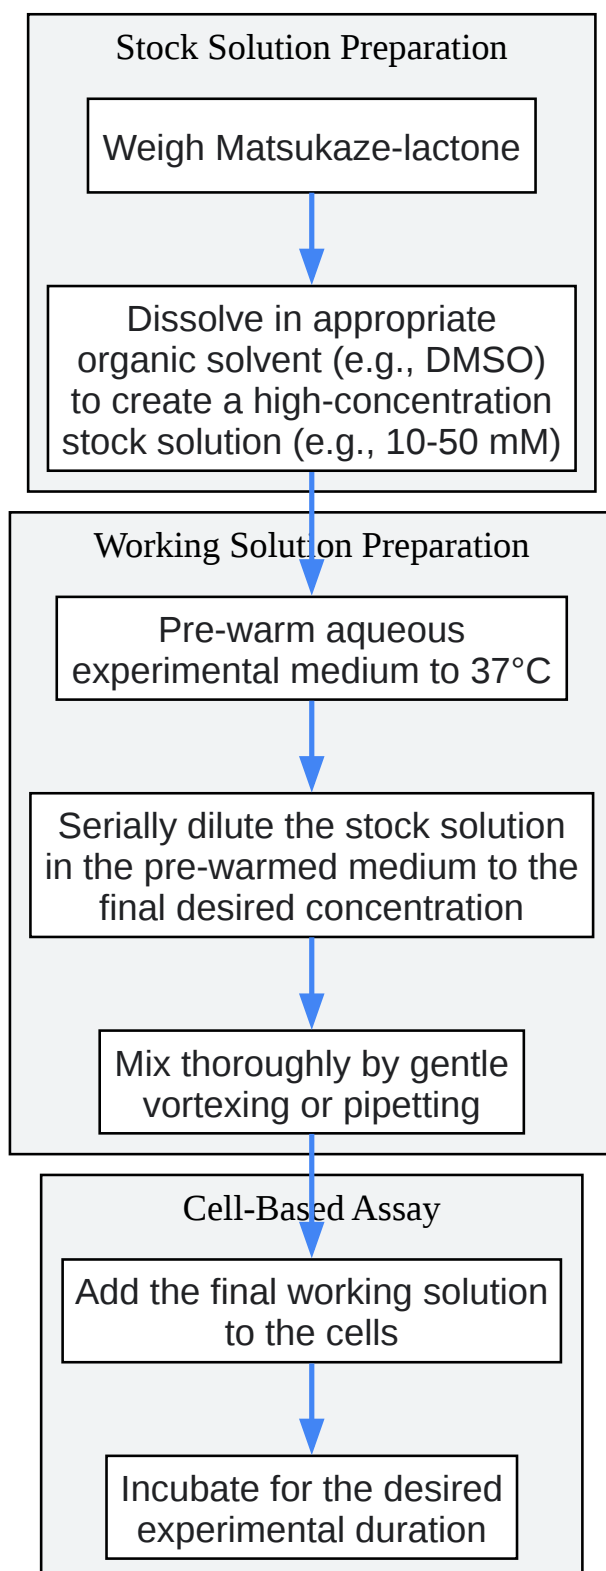 Stock Solution Preparation
Weigh Matsukaze-lactone
Dissolve in appropriate
organic solvent (e.g., DMSO)
to create a high-concentration
stock solution (e.g., 10-50 mM)
Working Solution Preparation
Pre-warm aqueous
experimental medium to 37°C
Serially dilute the stock solution
in the pre-warmed medium to the
final desired concentration
Mix thoroughly by gentle
vortexing or pipetting
Cell-Based Assay
Add the final working solution
to the cells
Incubate for the desired
experimental duration